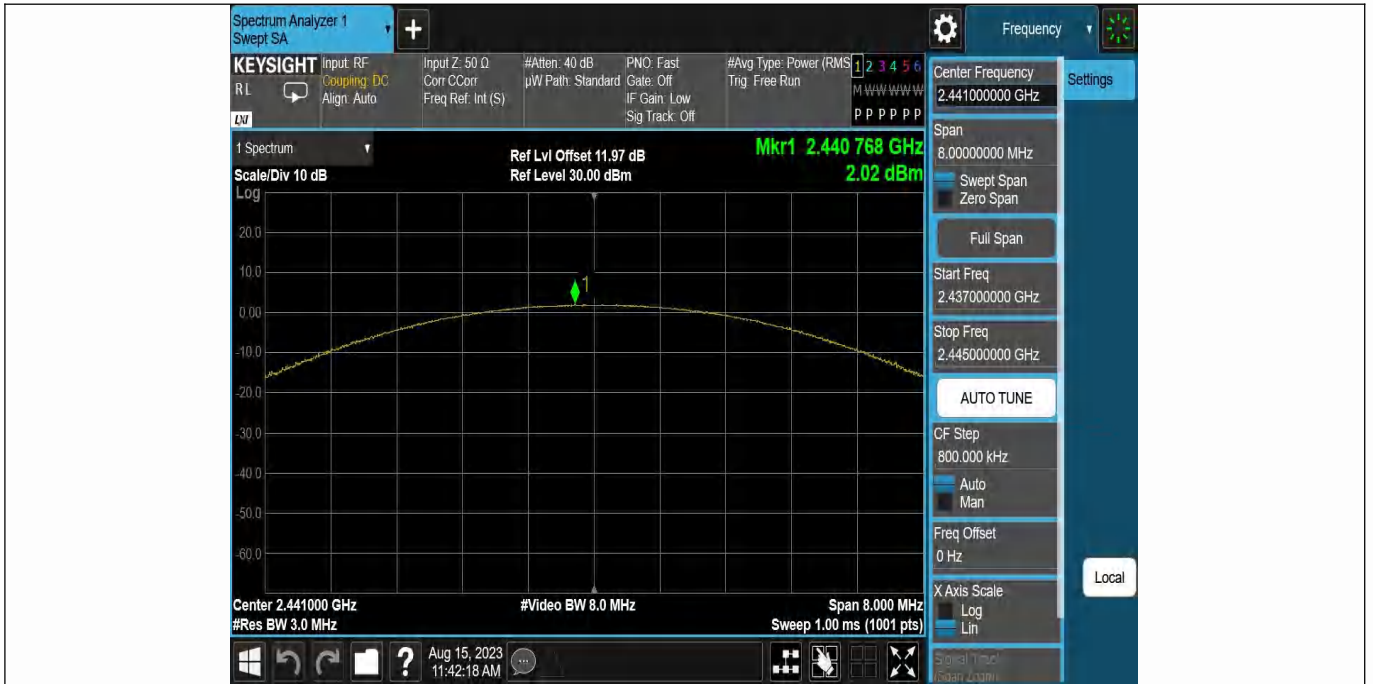 Spectrum Analyzer 1
Swept SA
+
Frequency
KEYSIGHT
RL
LXI
Input: RF
Coupling: DC
Align: Auto
Input Z: 50 Ω
Corr CCorr
Freq Ref: Int (S)
#Atten: 40 dB
µW Path: Standard
PNO: Fast
Gate: Off
IF Gain: Low
Sig Track: Off
#Avg Type: Power (RMS
Trig: Free Run
1 2 3 4 5 6
M W W W W W
P P P P P P
1 Spectrum
Scale/Div 10 dB
Ref Lvl Offset 11.97 dB
Ref Level 30.00 dBm
Mkr1 2.440 768 GHz
2.02 dBm
Log
20.0
10.0
0.00
-10.0
-20.0
-30.0
-40.0
-50.0
-60.0
1
Center 2.441000 GHz
#Video BW 8.0 MHz
Span 8.000 MHz
#Res BW 3.0 MHz
Sweep 1.00 ms (1001 pts)
Center Frequency
2.441000000 GHz
Settings
Span
8.00000000 MHz
Swept Span
Zero Span
Full Span
Start Freq
2.437000000 GHz
Stop Freq
2.445000000 GHz
AUTO TUNE
CF Step
800.000 kHz
Auto
Man
Freq Offset
0 Hz
X Axis Scale
Log
Lin
Signal Track
(Span Zoom)
Local
?
Aug 15, 2023
11:42:18 AM